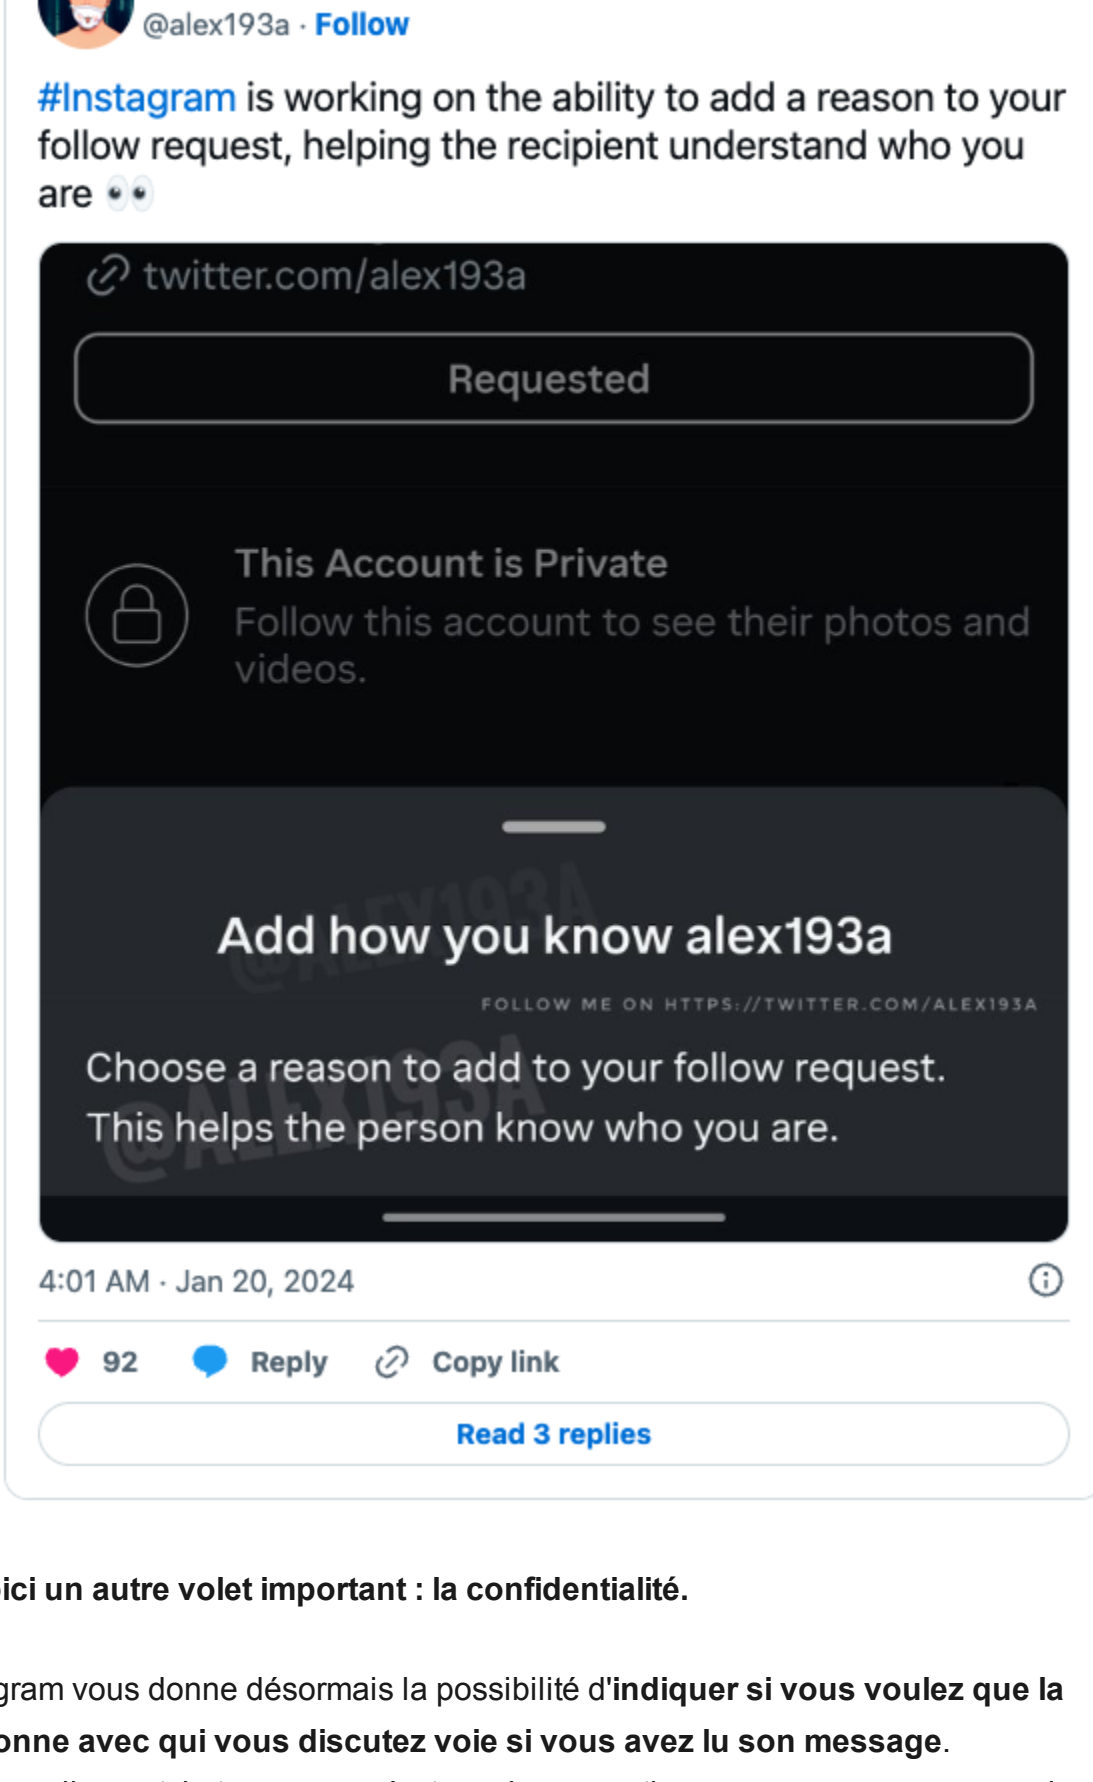 @alex193a · Follow
#Instagram is working on the ability to add a reason to your
follow request, helping the recipient understand who you
are 👀
twitter.com/alex193a
Requested
This Account is Private
Follow this account to see their photos and
videos.
@ALEX193A
Add how you know alex193a
FOLLOW ME ON HTTPS://TWITTER.COM/ALEX193A
Choose a reason to add to your follow request.
@ALEX193A
This helps the person know who you are.
4:01 AM · Jan 20, 2024
92 Reply Copy link
Read 3 replies
ici un autre volet important : la confidentialité.
gram vous donne désormais la possibilité d'indiquer si vous voulez que la
onne avec qui vous discutez voie si vous avez lu son message.